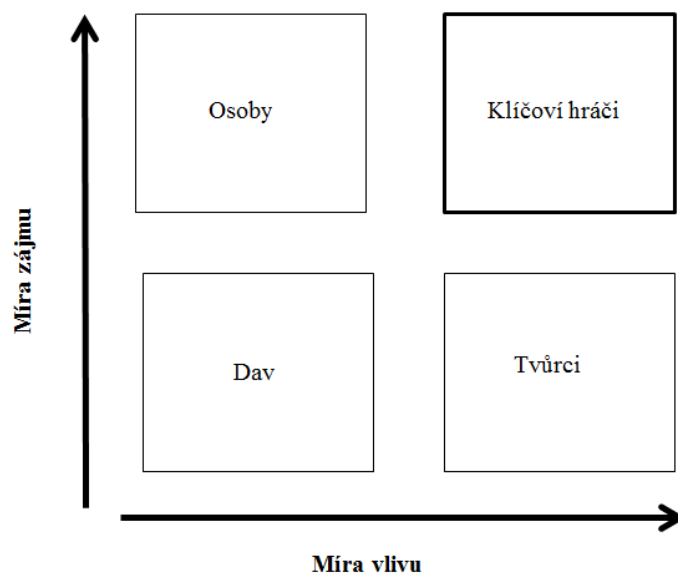 Osoby
Klíčoví hráči
Míra zájmu
Dav
Tvůrci
Míra vlivu